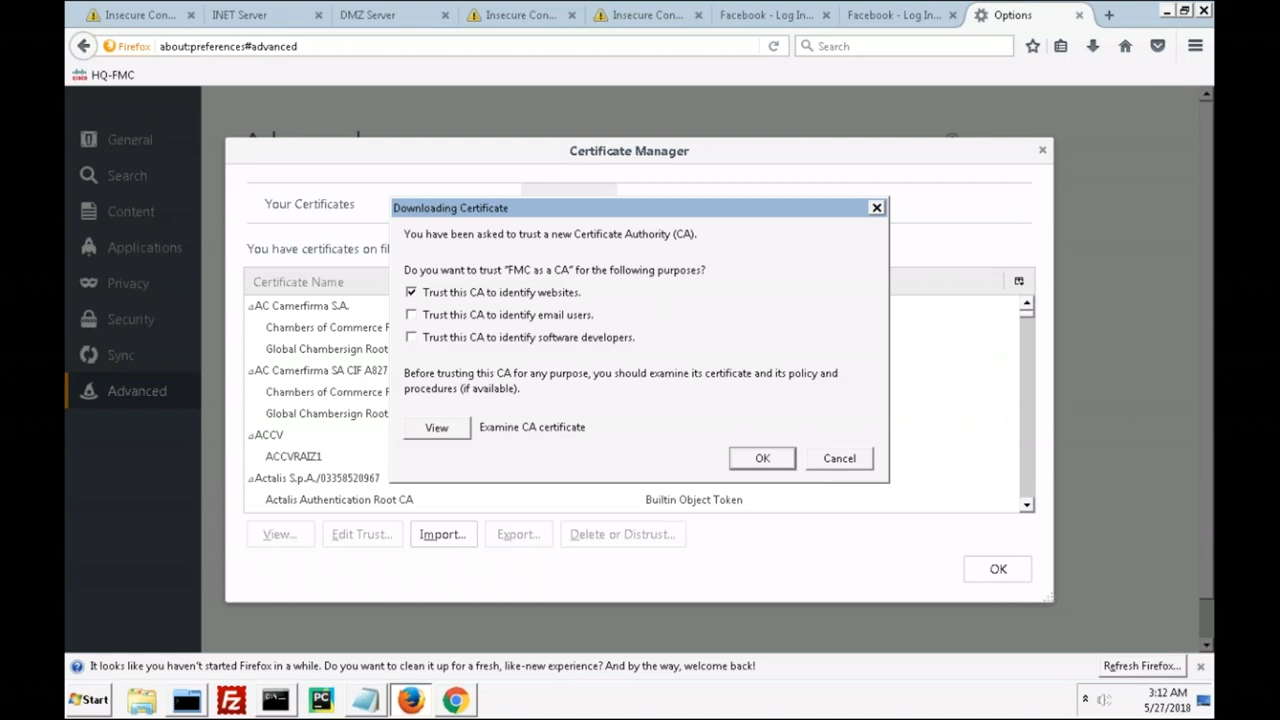 Insecure Con... INET Server DMZ Server Insecure Con... Insecure Con... Facebook - Log In... Facebook - Log In... Options
Firefox about:preferences#advanced Search
HQ-FMC
General
Search
Content
Applications
Privacy
Security
Sync
Advanced
Certificate Manager
Your Certificates
You have certificates on fil
Certificate Name
AC Camerfirma S.A.
Chambers of Commerce R
Global Chambersign Root
AC Camerfirma SA CIF A827
Chambers of Commerce R
Global Chambersign Root
ACCV
ACCVRAIZ1
Actalis S.p.A./03358520967
Actalis Authentication Root CA Builtin Object Token
View... Edit Trust... Import... Export... Delete or Distrust...
OK
Downloading Certificate
You have been asked to trust a new Certificate Authority (CA).
Do you want to trust "FMC as a CA" for the following purposes?
Trust this CA to identify websites.
Trust this CA to identify email users.
Trust this CA to identify software developers.
Before trusting this CA for any purpose, you should examine its certificate and its policy and
procedures (if available).
View Examine CA certificate
OK Cancel
It looks like you haven't started Firefox in a while. Do you want to clean it up for a fresh, like-new experience? And by the way, welcome back! Refresh Firefox...
Start PC 3:12 AM
5/27/2018